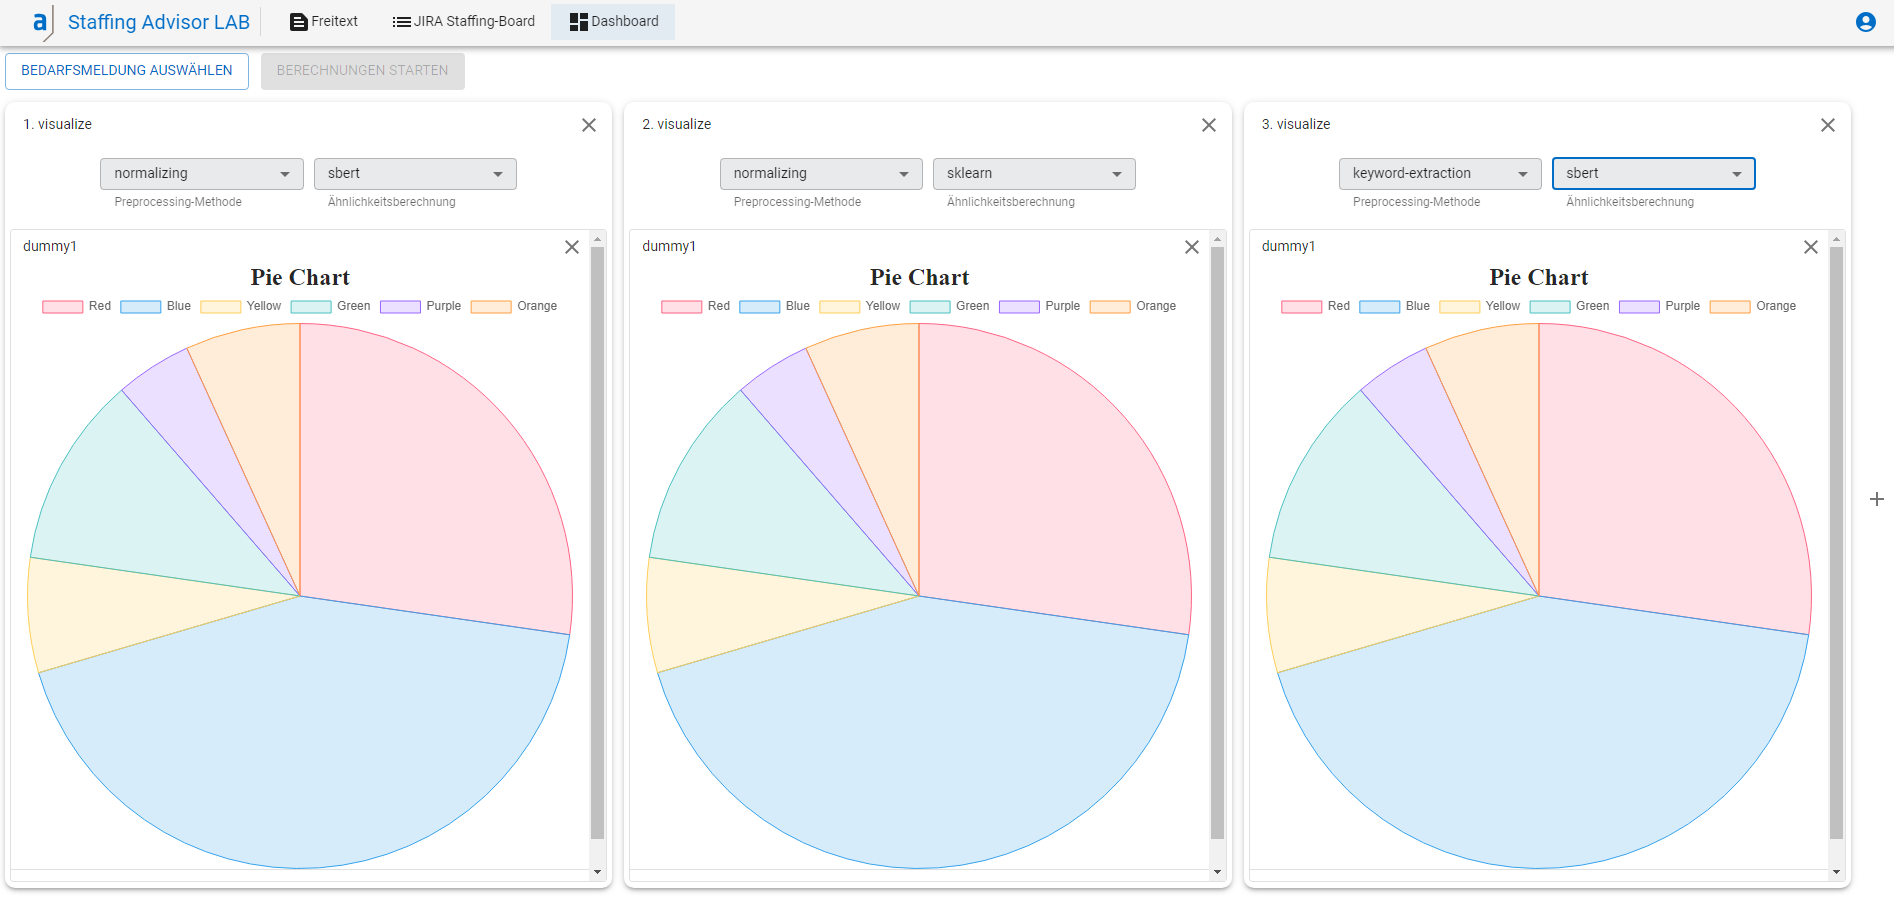 a Staffing Advisor LAB Freitext JIRA Staffing-Board Dashboard
BEDARFSMELDUNG AUSWÄHLEN BERECHNUNGEN STARTEN
1. visualize
normalizing sbert
Preprocessing-Methode Ähnlichkeitsberechnung
dummy1
Pie Chart
Red Blue Yellow Green Purple Orange
2. visualize
normalizing sklearn
Preprocessing-Methode Ähnlichkeitsberechnung
dummy1
Pie Chart
Red Blue Yellow Green Purple Orange
3. visualize
keyword-extraction sbert
Preprocessing-Methode Ähnlichkeitsberechnung
dummy1
Pie Chart
Red Blue Yellow Green Purple Orange